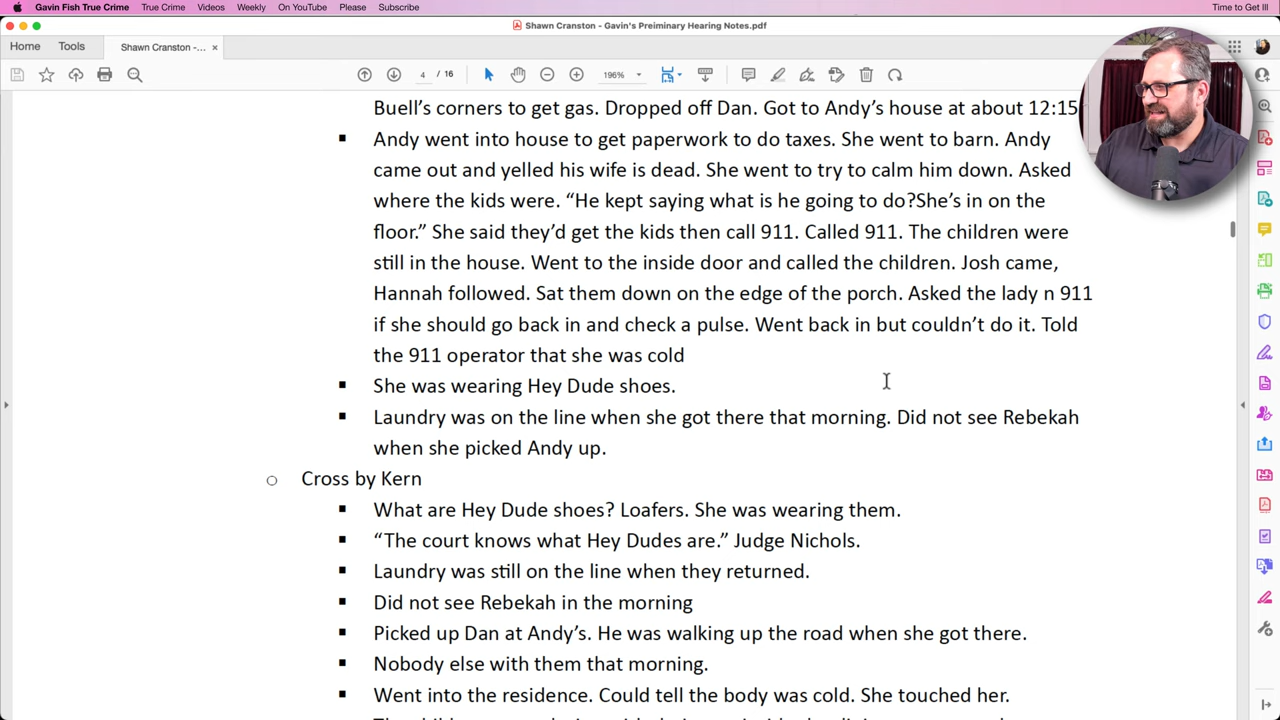 Gavin Fish True Crime True Crime Videos Weekly On YouTube Please Subscribe Time to Get Ill
Shawn Cranston - Gavin's Preiminary Hearing Notes.pdf
Home Tools Shawn Cranston -... ×
4 / 16 196%
Buell’s corners to get gas. Dropped off Dan. Got to Andy’s house at about 12:15
▪ Andy went into house to get paperwork to do taxes. She went to barn. Andy
came out and yelled his wife is dead. She went to try to calm him down. Asked
where the kids were. “He kept saying what is he going to do?She’s in on the
floor.” She said they’d get the kids then call 911. Called 911. The children were
still in the house. Went to the inside door and called the children. Josh came,
Hannah followed. Sat them down on the edge of the porch. Asked the lady n 911
if she should go back in and check a pulse. Went back in but couldn’t do it. Told
the 911 operator that she was cold
▪ She was wearing Hey Dude shoes.
▪ Laundry was on the line when she got there that morning. Did not see Rebekah
when she picked Andy up.
○ Cross by Kern
▪ What are Hey Dude shoes? Loafers. She was wearing them.
▪ “The court knows what Hey Dudes are.” Judge Nichols.
▪ Laundry was still on the line when they returned.
▪ Did not see Rebekah in the morning
▪ Picked up Dan at Andy’s. He was walking up the road when she got there.
▪ Nobody else with them that morning.
▪ Went into the residence. Could tell the body was cold. She touched her.